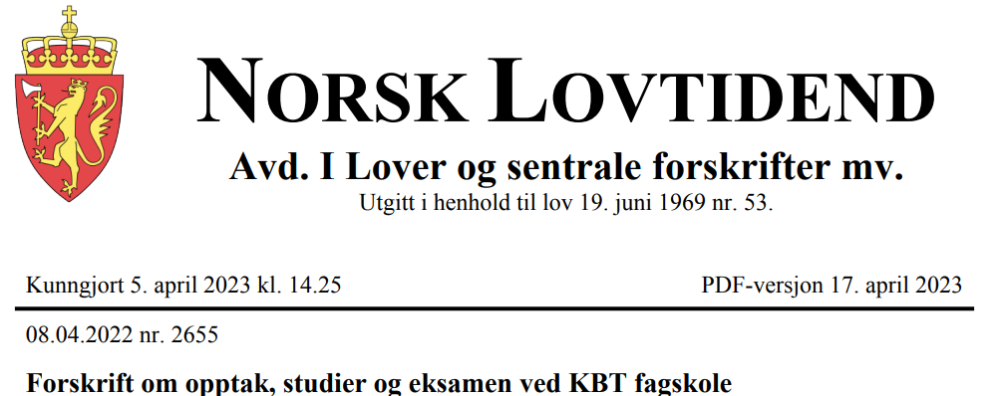 NORSK LOVTIDEND
Avd. I Lover og sentrale forskrifter mv.
Utgitt i henhold til lov 19. juni 1969 nr. 53.
Kunngjort 5. april 2023 kl. 14.25 PDF-versjon 17. april 2023
08.04.2022 nr. 2655
Forskrift om opptak, studier og eksamen ved KBT fagskole